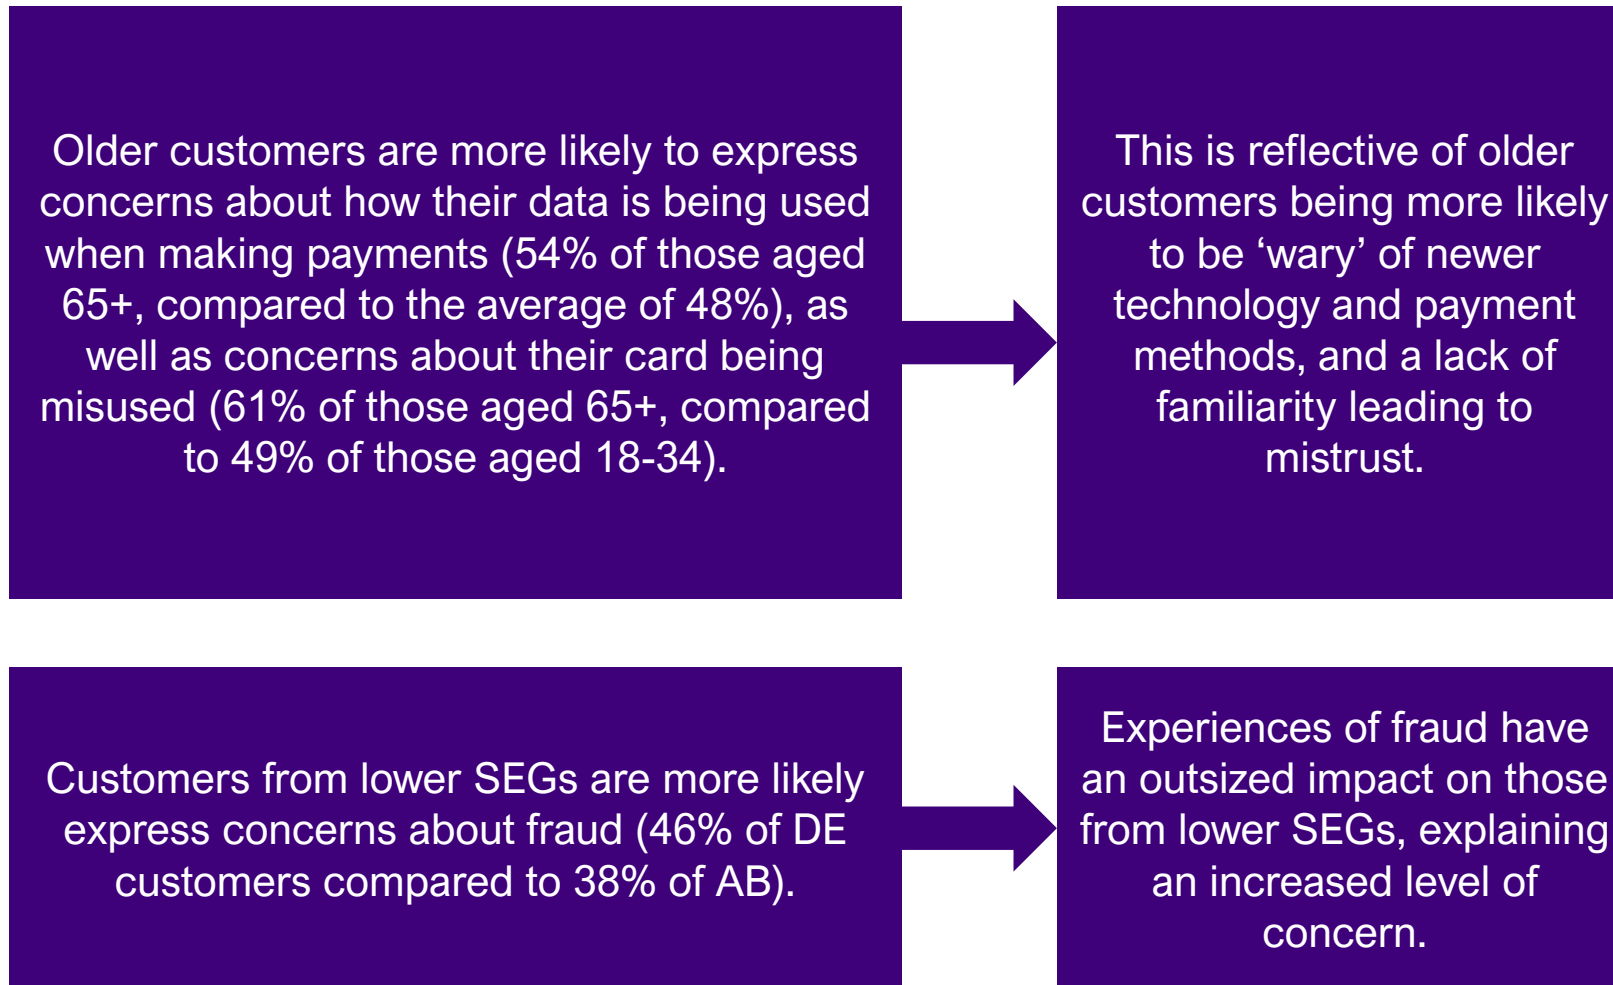 Older customers are more likely to express
concerns about how their data is being used
when making payments (54% of those aged
65+, compared to the average of 48%), as
well as concerns about their card being
misused (61% of those aged 65+, compared
to 49% of those aged 18-34).
This is reflective of older
customers being more likely
to be ‘wary’ of newer
technology and payment
methods, and a lack of
familiarity leading to
mistrust.
Customers from lower SEGs are more likely
express concerns about fraud (46% of DE
customers compared to 38% of AB).
Experiences of fraud have
an outsized impact on those
from lower SEGs, explaining
an increased level of
concern.